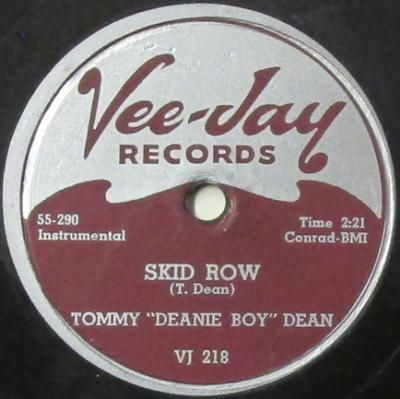 Vee-Jay
RECORDS
55-290
Instrumental
Time 2:21
Conrad-BMI
SKID ROW
(T. Dean)
TOMMY "DEANIE BOY" DEAN
VJ 218